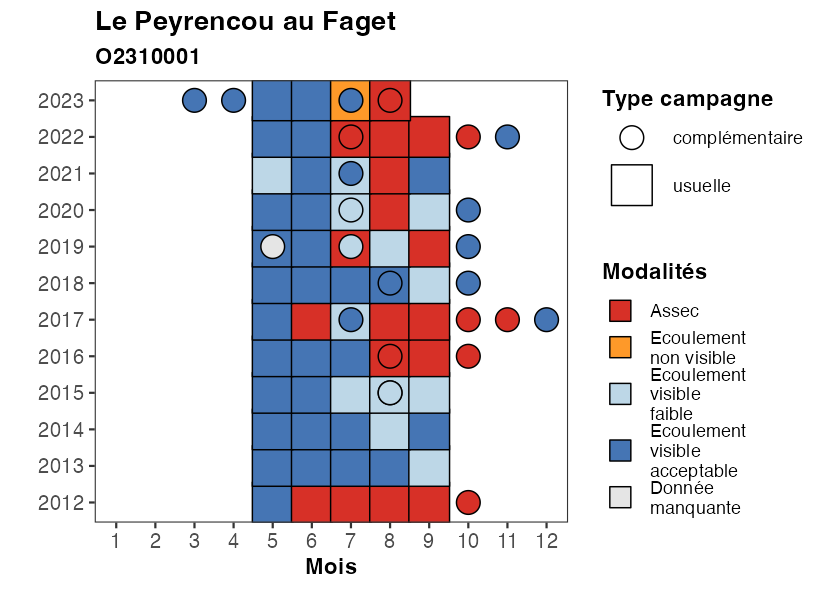 Le Peyrencou au Faget
O2310001
2023
2022
2021
2020
2019
2018
2017
2016
2015
2014
2013
2012
1 2 3 4 5 6 7 8 9 10 11 12
Mois
Type campagne
complémentaire
usuelle
Modalités
Assec
Ecoulement
non visible
Ecoulement
visible
faible
Ecoulement
visible
acceptable
Donnée
manquante